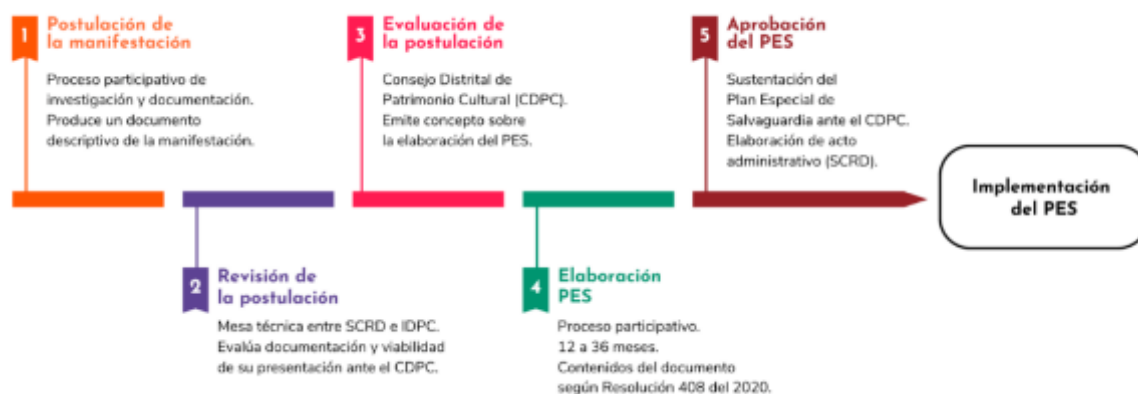 1
Postulación de
la manifestación
Proceso participativo de
investigación y documentación.
Produce un documento
descriptivo de la manifestación.
2
Revisión de
la postulación
Mesa técnica entre SCRD e IDPC.
Evalúa documentación y viabilidad
de su presentación ante el CDPC.
3
Evaluación de
la postulación
Consejo Distrital de
Patrimonio Cultural (CDPC).
Emite concepto sobre
la elaboración del PES.
4
Elaboración
PES
Proceso participativo.
12 a 36 meses.
Contenidos del documento
según Resolución 408 del 2020.
5
Aprobación
del PES
Sustentación del
Plan Especial de
Salvaguardia ante el CDPC.
Elaboración de acto
administrativo (SCRD).
Implementación
del PES